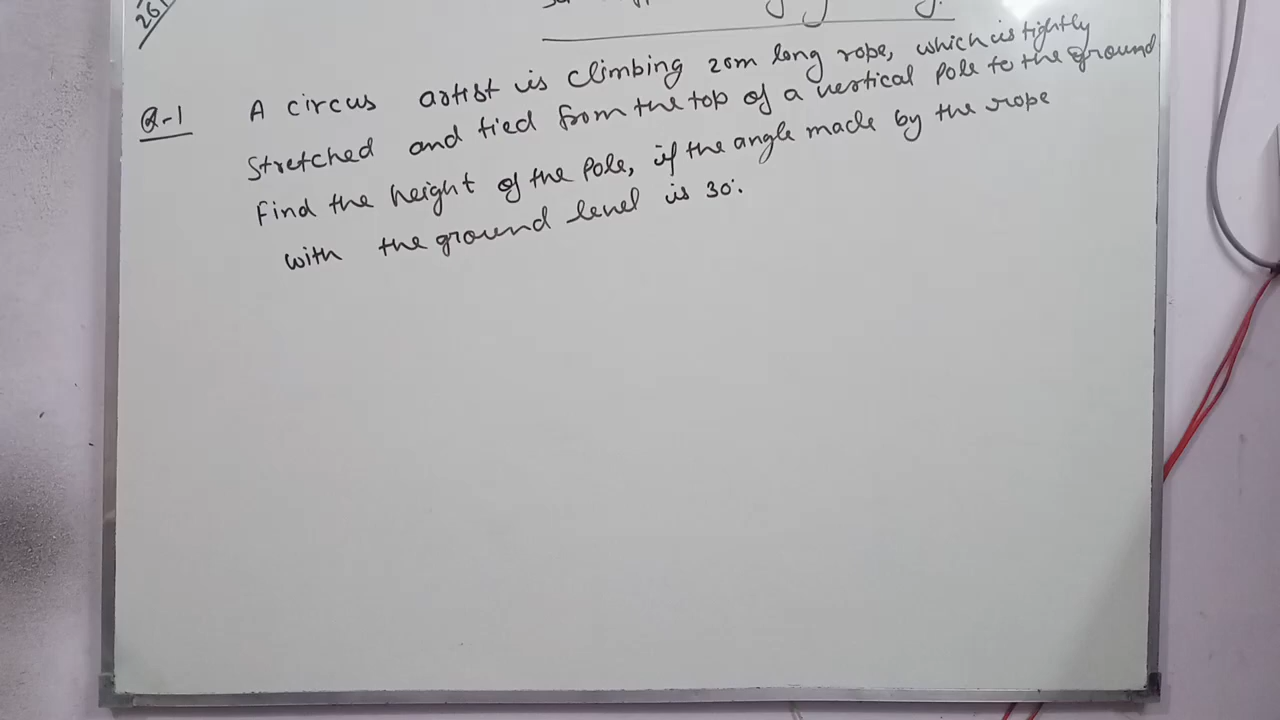 Q-1 A circus artist is climbing 20m long rope, which is tightly
stretched and tied from the top of a vertical pole to the ground
Find the height of the pole, if the angle made by the rope
with the ground level is 30°.